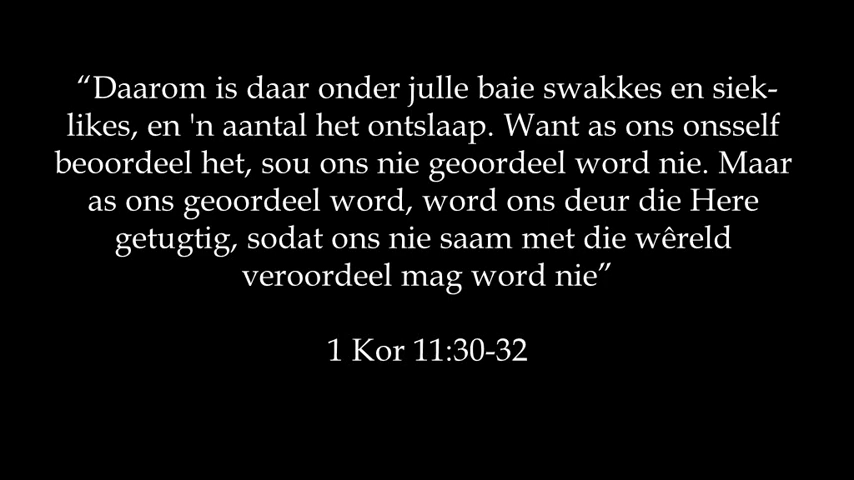 “Daarom is daar onder julle baie swakkes en siek-
likes, en 'n aantal het ontslaap. Want as ons onsself
beoordeel het, sou ons nie geoordeel word nie. Maar
as ons geoordeel word, word ons deur die Here
getugtig, sodat ons nie saam met die wêreld
veroordeel mag word nie”
1 Kor 11:30-32